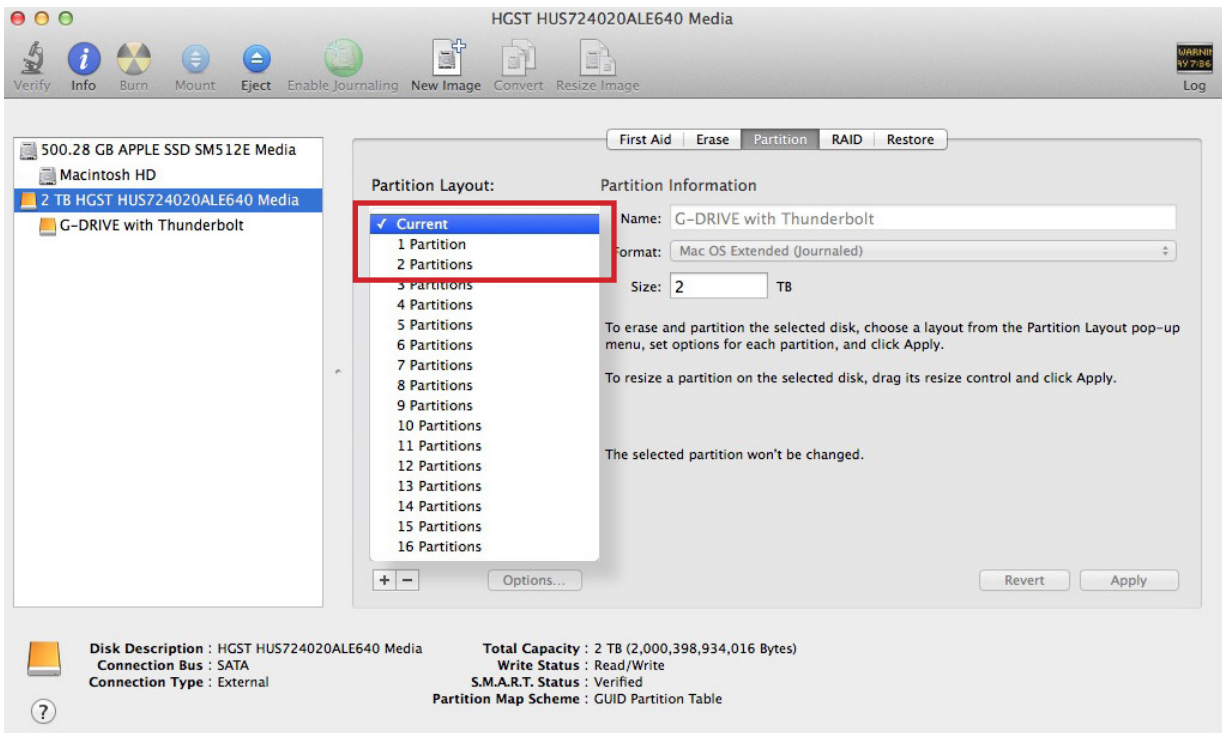 HGST HUS724020ALE640 Media
WARNIN
AY 7:36
Verify Info Burn Mount Eject Enable Journaling New Image Convert Resize Image Log
500.28 GB APPLE SSD SM512E Media
Macintosh HD
2 TB HGST HUS724020ALE640 Media
G-DRIVE with Thunderbolt
First Aid Erase Partition RAID Restore
Partition Layout:
✓ Current
1 Partition
2 Partitions
3 Partitions
4 Partitions
5 Partitions
6 Partitions
7 Partitions
8 Partitions
9 Partitions
10 Partitions
11 Partitions
12 Partitions
13 Partitions
14 Partitions
15 Partitions
16 Partitions
+ −
Options...
Partition Information
Name: G-DRIVE with Thunderbolt
Format: Mac OS Extended (Journaled)
Size: 2 TB
To erase and partition the selected disk, choose a layout from the Partition Layout pop-up
menu, set options for each partition, and click Apply.
To resize a partition on the selected disk, drag its resize control and click Apply.
The selected partition won't be changed.
Revert Apply
Disk Description : HGST HUS724020ALE640 Media
Connection Bus : SATA
Connection Type : External
Total Capacity : 2 TB (2,000,398,934,016 Bytes)
Write Status : Read/Write
S.M.A.R.T. Status : Verified
Partition Map Scheme : GUID Partition Table
?